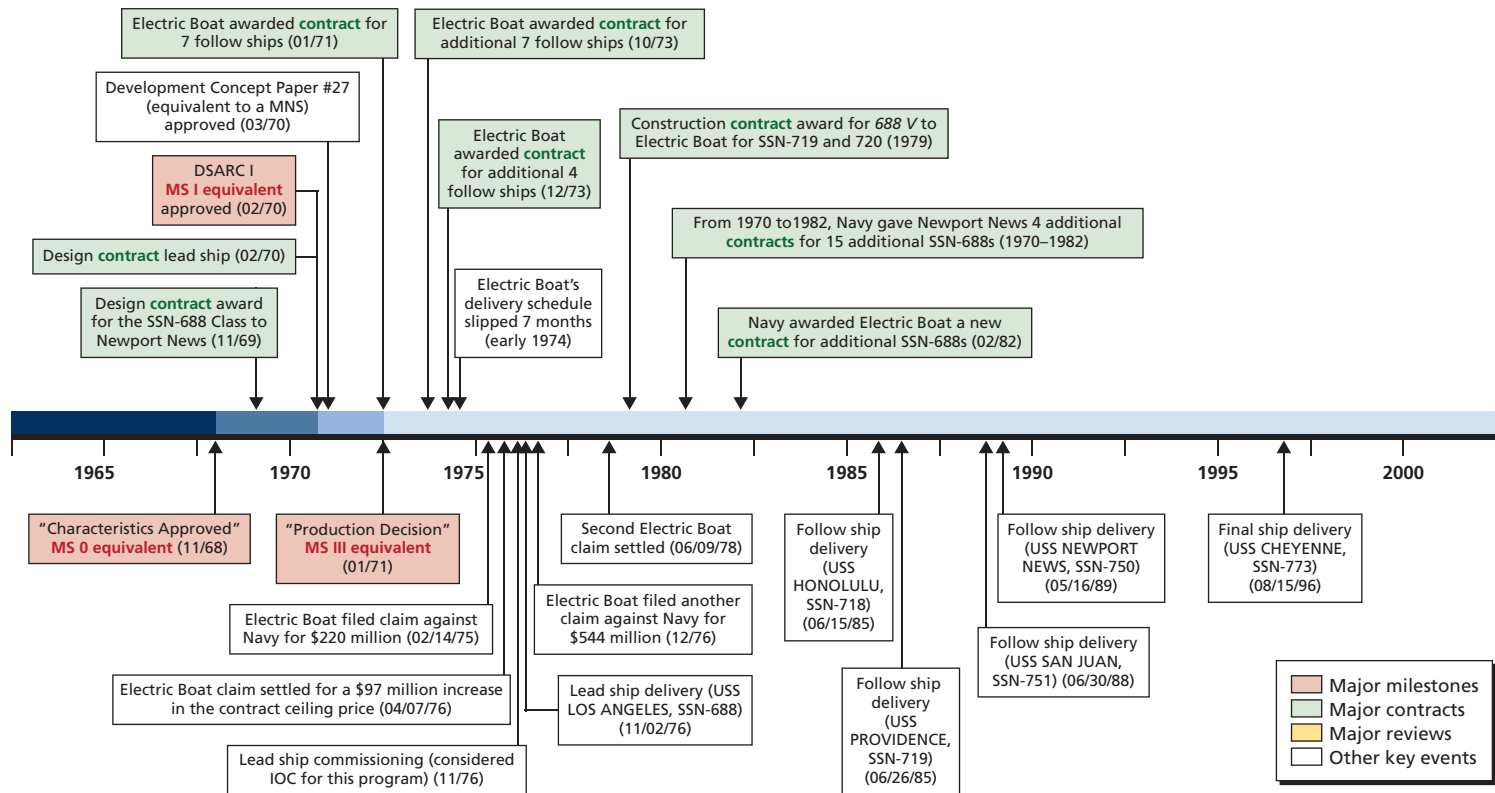 Electric Boat awarded contract for
7 follow ships (01/71)
Electric Boat awarded contract for
additional 7 follow ships (10/73)
Development Concept Paper #27
(equivalent to a MNS)
approved (03/70)
Electric Boat
awarded contract
for additional 4
follow ships (12/73)
Construction contract award for 688 V to
Electric Boat for SSN-719 and 720 (1979)
DSARC I
MS I equivalent
approved (02/70)
From 1970 to1982, Navy gave Newport News 4 additional
contracts for 15 additional SSN-688s (1970–1982)
Design contract lead ship (02/70)
Electric Boat's
delivery schedule
slipped 7 months
(early 1974)
Design contract award
for the SSN-688 Class to
Newport News (11/69)
Navy awarded Electric Boat a new
contract for additional SSN-688s (02/82)
1965 1970 1975 1980 1985 1990 1995 2000
"Characteristics Approved"
MS 0 equivalent (11/68)
"Production Decision"
MS III equivalent
(01/71)
Second Electric Boat
claim settled (06/09/78)
Follow ship
delivery
(USS
HONOLULU,
SSN-718)
(06/15/85)
Follow ship delivery
(USS NEWPORT
NEWS, SSN-750)
(05/16/89)
Final ship delivery
(USS CHEYENNE,
SSN-773)
(08/15/96)
Electric Boat filed claim against
Navy for $220 million (02/14/75)
Electric Boat filed another
claim against Navy for
$544 million (12/76)
Follow ship delivery
(USS SAN JUAN,
SSN-751) (06/30/88)
Electric Boat claim settled for a $97 million increase
in the contract ceiling price (04/07/76)
Lead ship delivery (USS
LOS ANGELES, SSN-688)
(11/02/76)
Follow ship
delivery
(USS
PROVIDENCE,
SSN-719)
(06/26/85)
Lead ship commissioning (considered
IOC for this program) (11/76)
Major milestones
Major contracts
Major reviews
Other key events